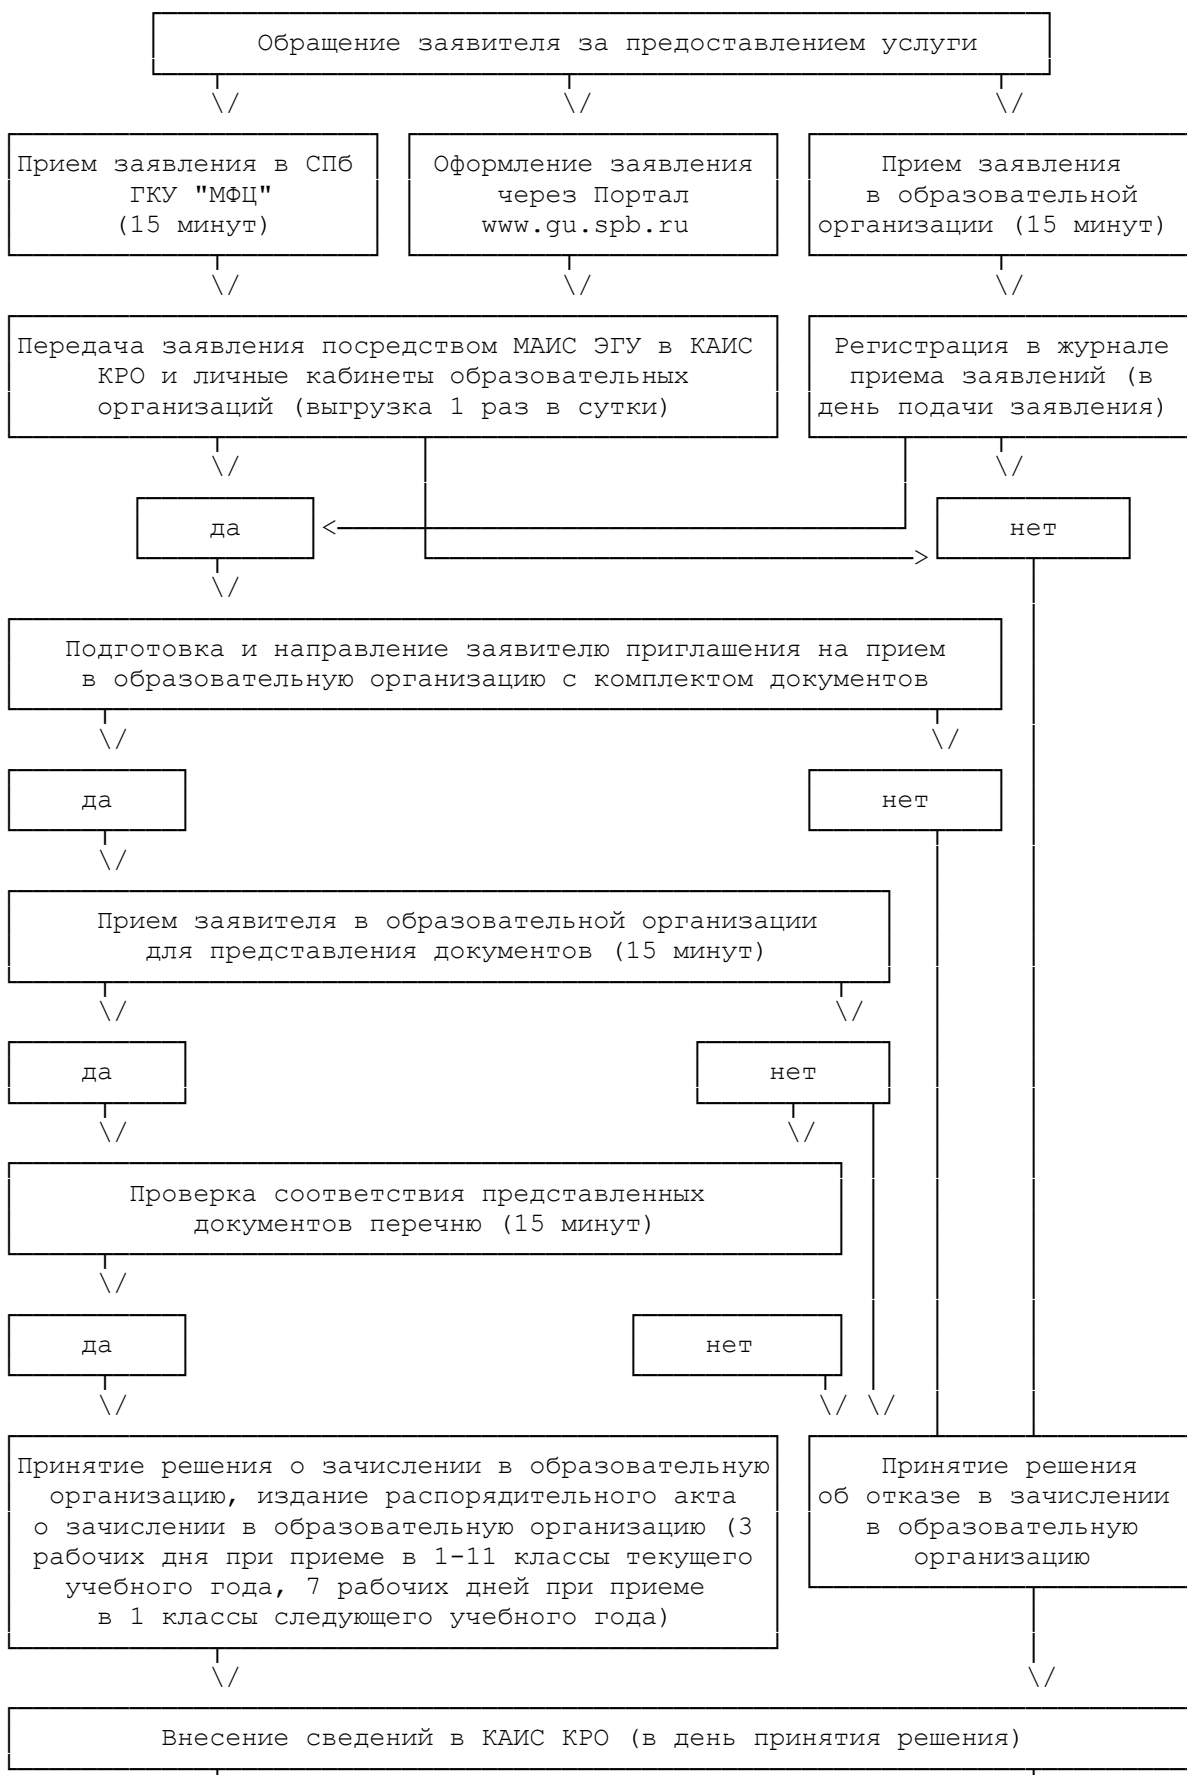 Обращение заявителя за предоставлением услуги
Прием заявления в СПб
ГКУ "МФЦ"
(15 минут)
Оформление заявления
через Портал
www.gu.spb.ru
Прием заявления
в образовательной
организации (15 минут)
Передача заявления посредством МАИС ЭГУ в КАИС
КРО и личные кабинеты образовательных
организаций (выгрузка 1 раз в сутки)
Регистрация в журнале
приема заявлений (в
день подачи заявления)
да
нет
Подготовка и направление заявителю приглашения на прием
в образовательную организацию с комплектом документов
да
нет
Прием заявителя в образовательной организации
для представления документов (15 минут)
да
нет
Проверка соответствия представленных
документов перечню (15 минут)
да
нет
Принятие решения о зачислении в образовательную
организацию, издание распорядительного акта
о зачислении в образовательную организацию (3
рабочих дня при приеме в 1-11 классы текущего
учебного года, 7 рабочих дней при приеме
в 1 классы следующего учебного года)
Принятие решения
об отказе в зачислении
в образовательную
организацию
Внесение сведений в КАИС КРО (в день принятия решения)